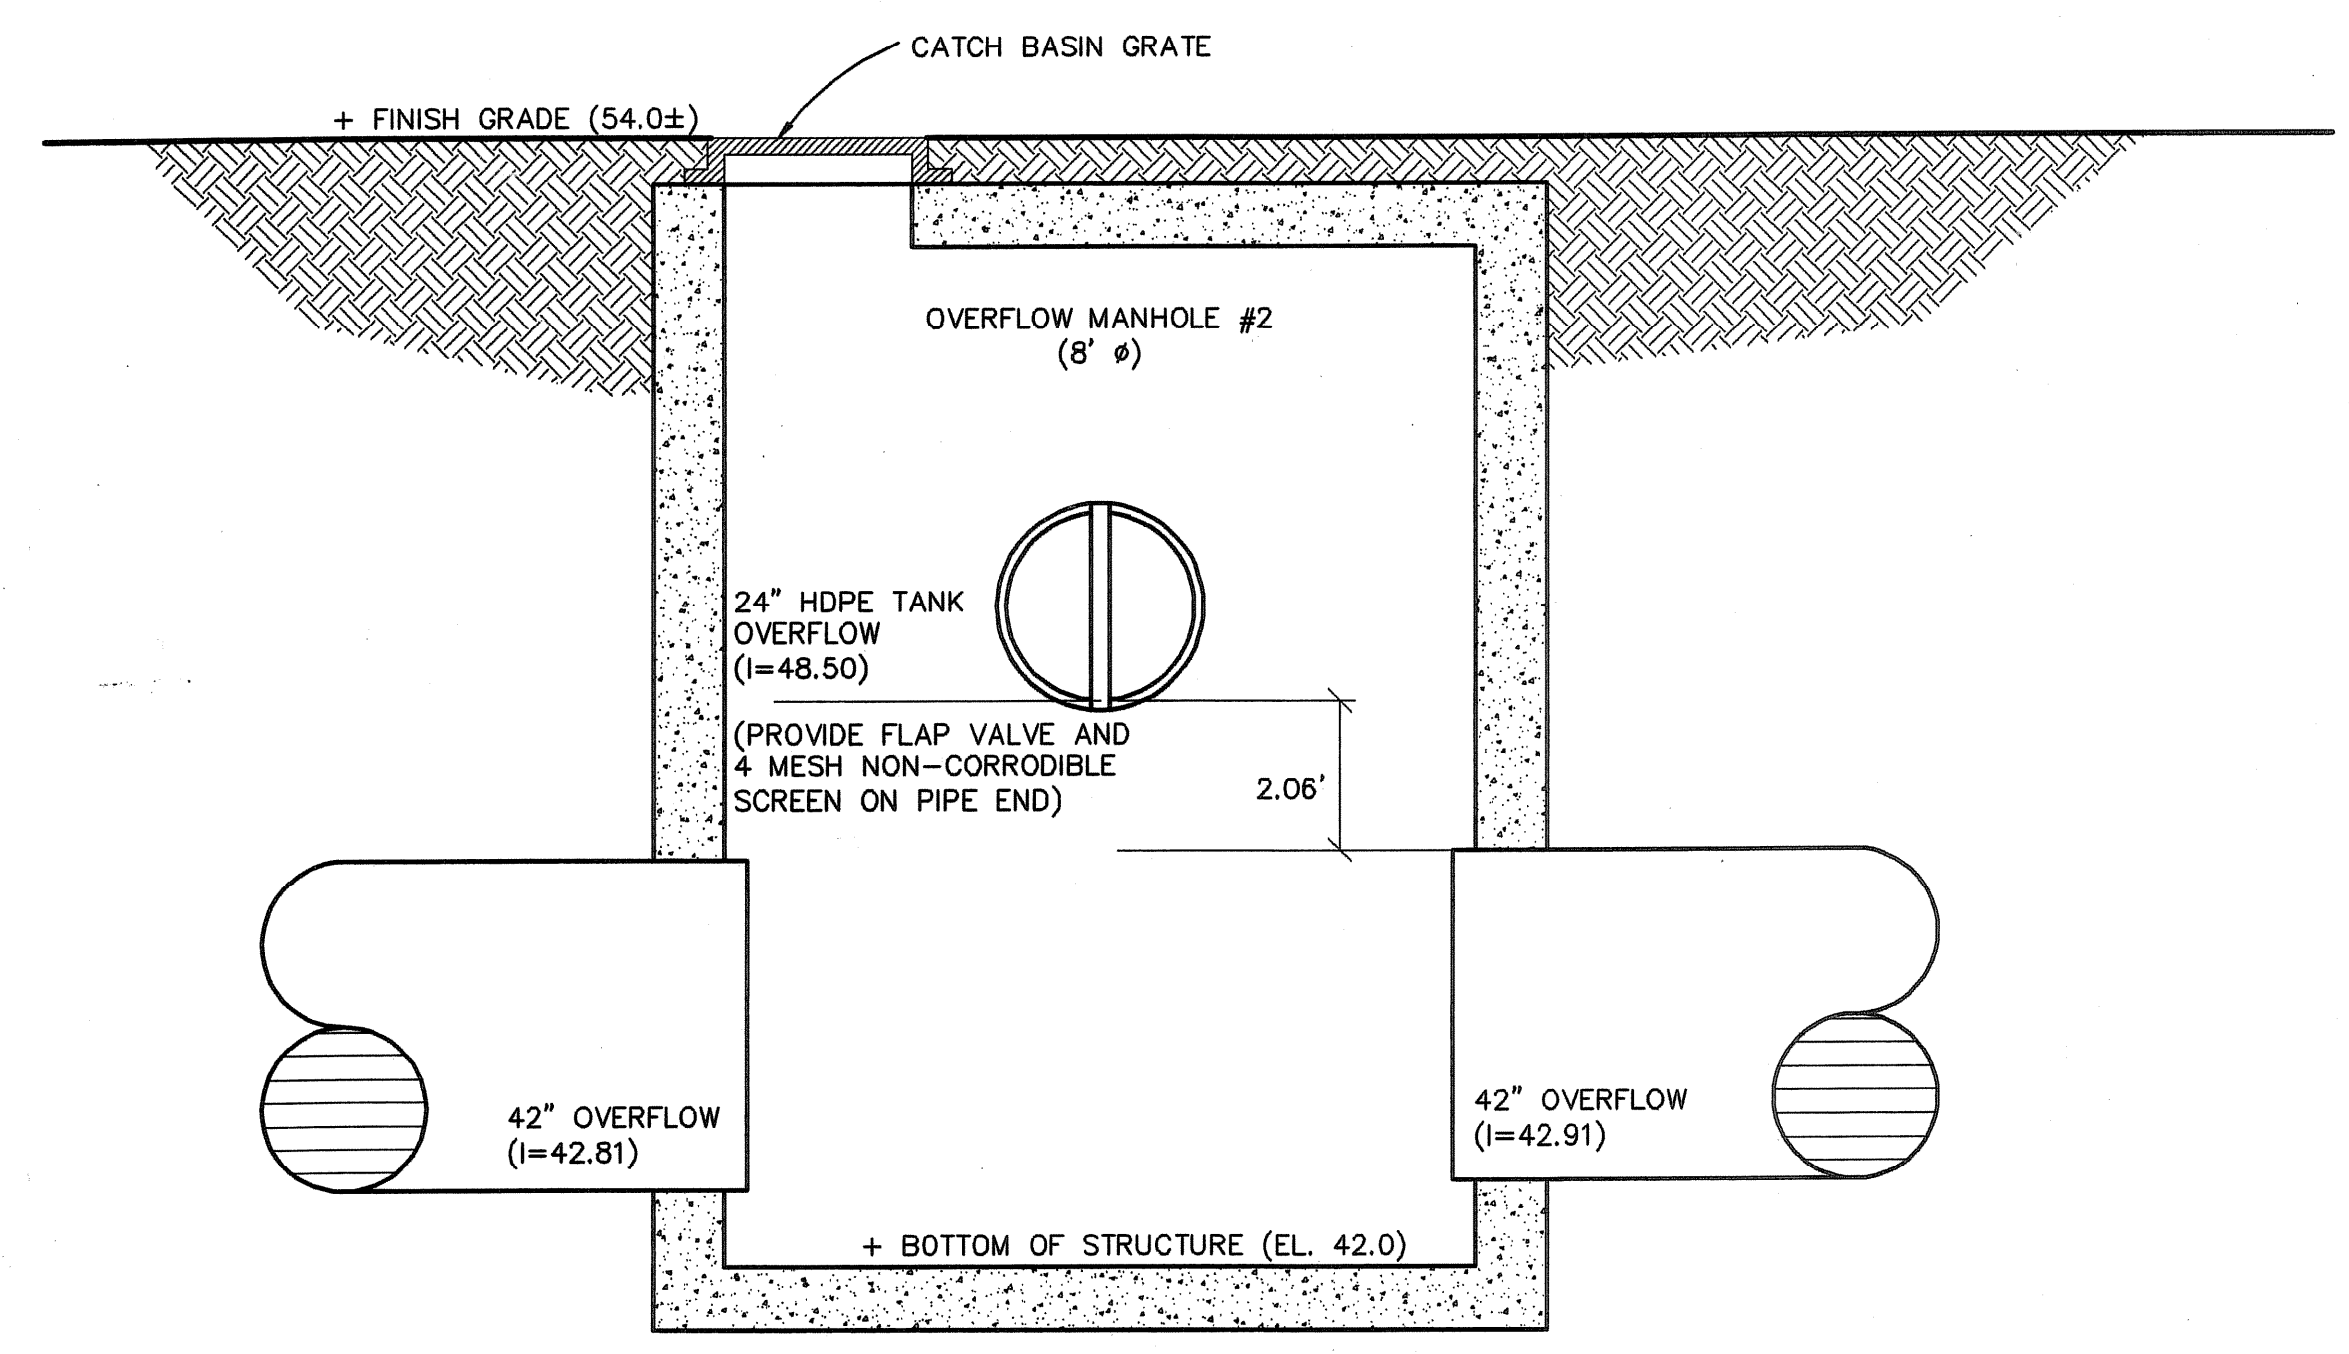 CATCH BASIN GRATE
+ FINISH GRADE (54.0±)
OVERFLOW MANHOLE #2
(8' ø)
24" HDPE TANK
OVERFLOW
(I=48.50)
(PROVIDE FLAP VALVE AND
4 MESH NON-CORRODIBLE
SCREEN ON PIPE END)
2.06'
42" OVERFLOW
(I=42.81)
42" OVERFLOW
(I=42.91)
+ BOTTOM OF STRUCTURE (EL. 42.0)